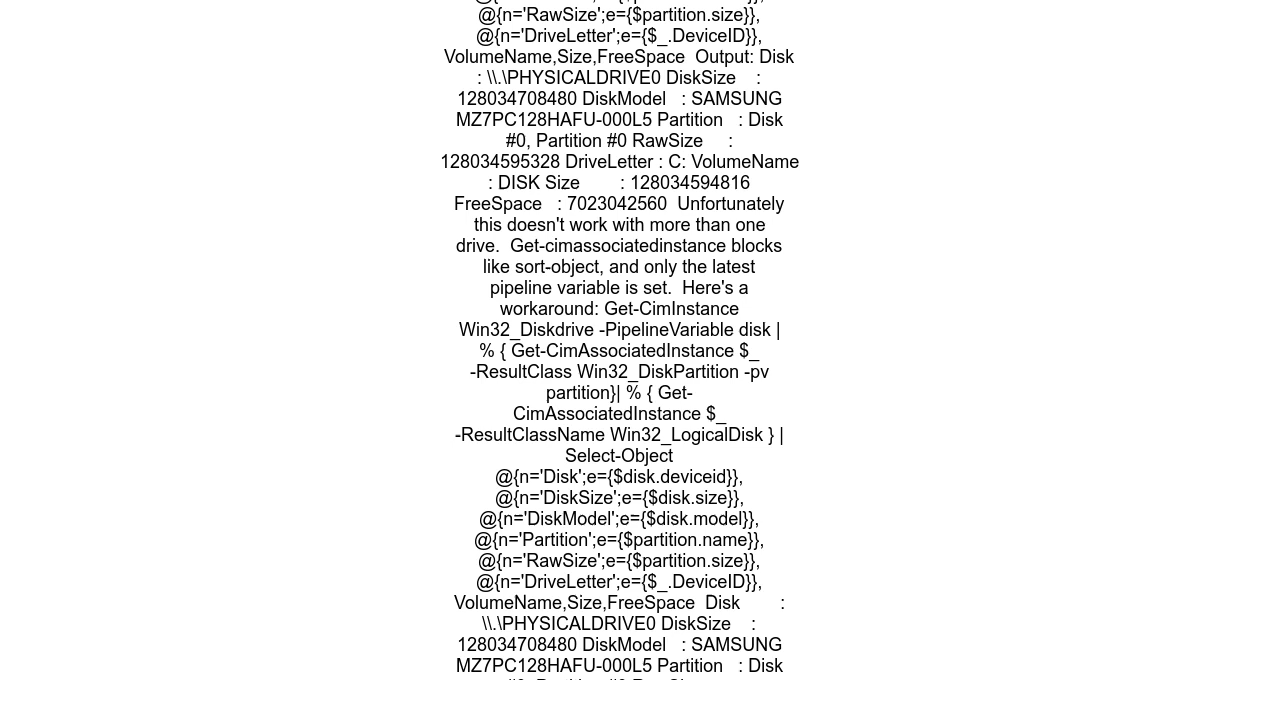 @{n='RawSize';e={$partition.size}},
@{n='DriveLetter';e={$_.DeviceID}},
VolumeName,Size,FreeSpace  Output: Disk
: \\.\PHYSICALDRIVE0 DiskSize    :
128034708480 DiskModel   : SAMSUNG
MZ7PC128HAFU-000L5 Partition   : Disk
#0, Partition #0 RawSize     :
128034595328 DriveLetter : C: VolumeName
: DISK Size        : 128034594816
FreeSpace   : 7023042560  Unfortunately
this doesn't work with more than one
drive.  Get-cimassociatedinstance blocks
like sort-object, and only the latest
pipeline variable is set.  Here's a
workaround: Get-CimInstance
Win32_Diskdrive -PipelineVariable disk |
% { Get-CimAssociatedInstance $_
-ResultClass Win32_DiskPartition -pv
partition}| % { Get-
CimAssociatedInstance $_
-ResultClassName Win32_LogicalDisk } |
Select-Object
@{n='Disk';e={$disk.deviceid}},
@{n='DiskSize';e={$disk.size}},
@{n='DiskModel';e={$disk.model}},
@{n='Partition';e={$partition.name}},
@{n='RawSize';e={$partition.size}},
@{n='DriveLetter';e={$_.DeviceID}},
VolumeName,Size,FreeSpace  Disk        :
\\.\PHYSICALDRIVE0 DiskSize    :
128034708480 DiskModel   : SAMSUNG
MZ7PC128HAFU-000L5 Partition   : Disk